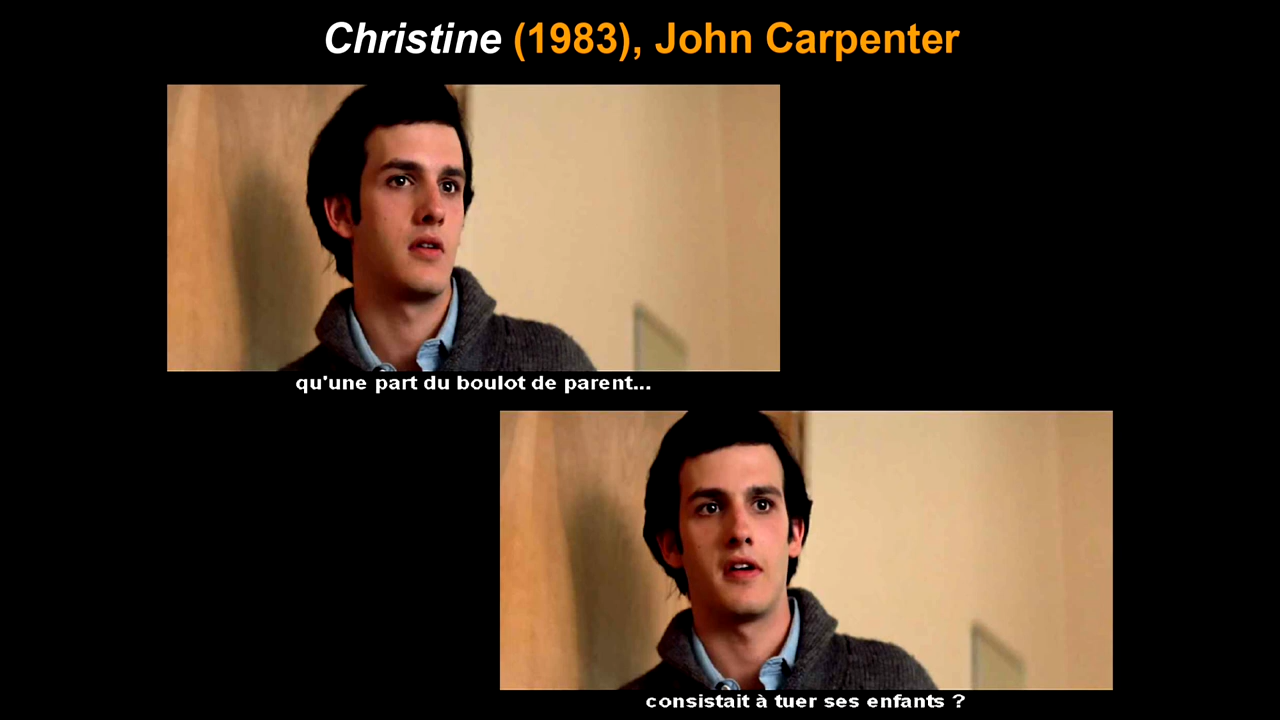 Christine (1983), John Carpenter
qu'une part du boulot de parent...
consistait à tuer ses enfants ?